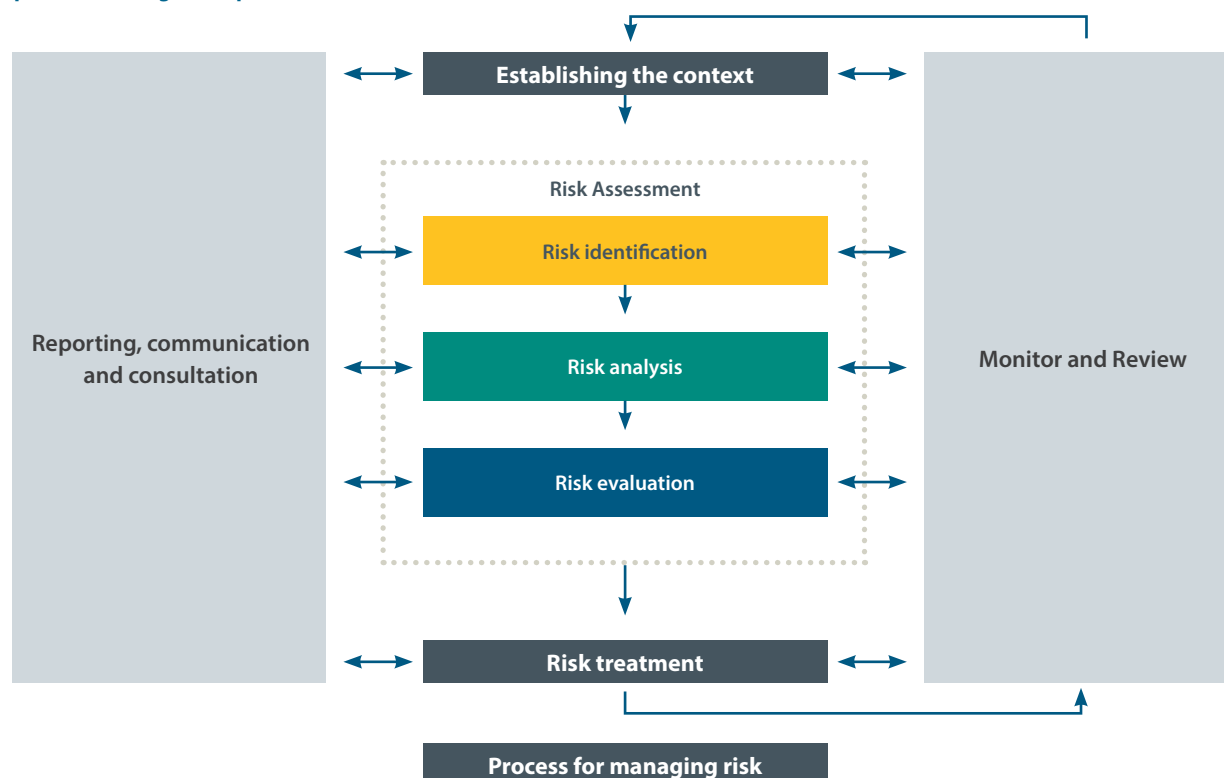 Establishing the context
Risk Assessment
Risk identification
Reporting, communication
and consultation
Risk analysis
Monitor and Review
Risk evaluation
Risk treatment
Process for managing risk